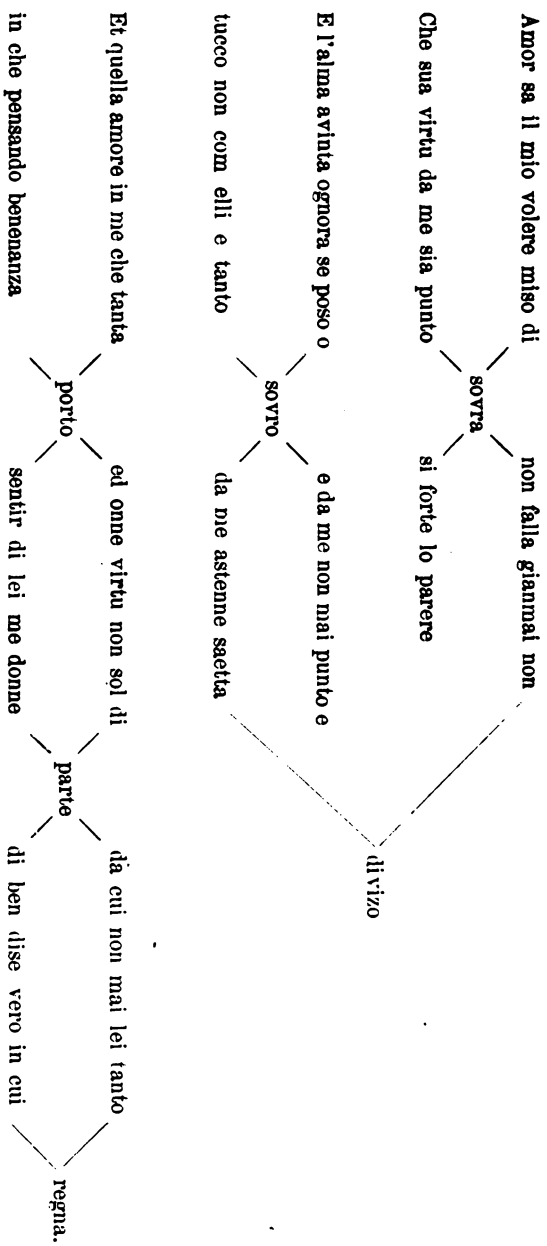 Amor sa il mio volere miso di
sovra
non falla gianmai non
Che sua virtu da me sia punto
si forte lo parere
E l'alma avinta ognora se poso o
sovro
e da me non mai punto e
tucco non com elli e tanto
da me astenne saetta
di vizo
Et quella amore in me che tanta
porto
ed onne virtu non sol di
parte
da cui non mai lei tanto
in che pensando benenanza
sentir di lei me donne
di ben dise vero in cui
regna.